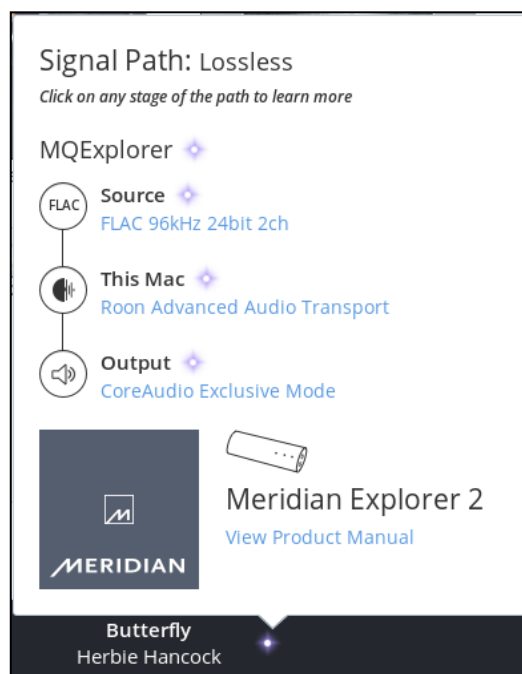 Signal Path: Lossless
Click on any stage of the path to learn more
MQExplorer
FLAC
Source
FLAC 96kHz 24bit 2ch
This Mac
Roon Advanced Audio Transport
Output
CoreAudio Exclusive Mode
MERIDIAN
Meridian Explorer 2
View Product Manual
Butterfly
Herbie Hancock